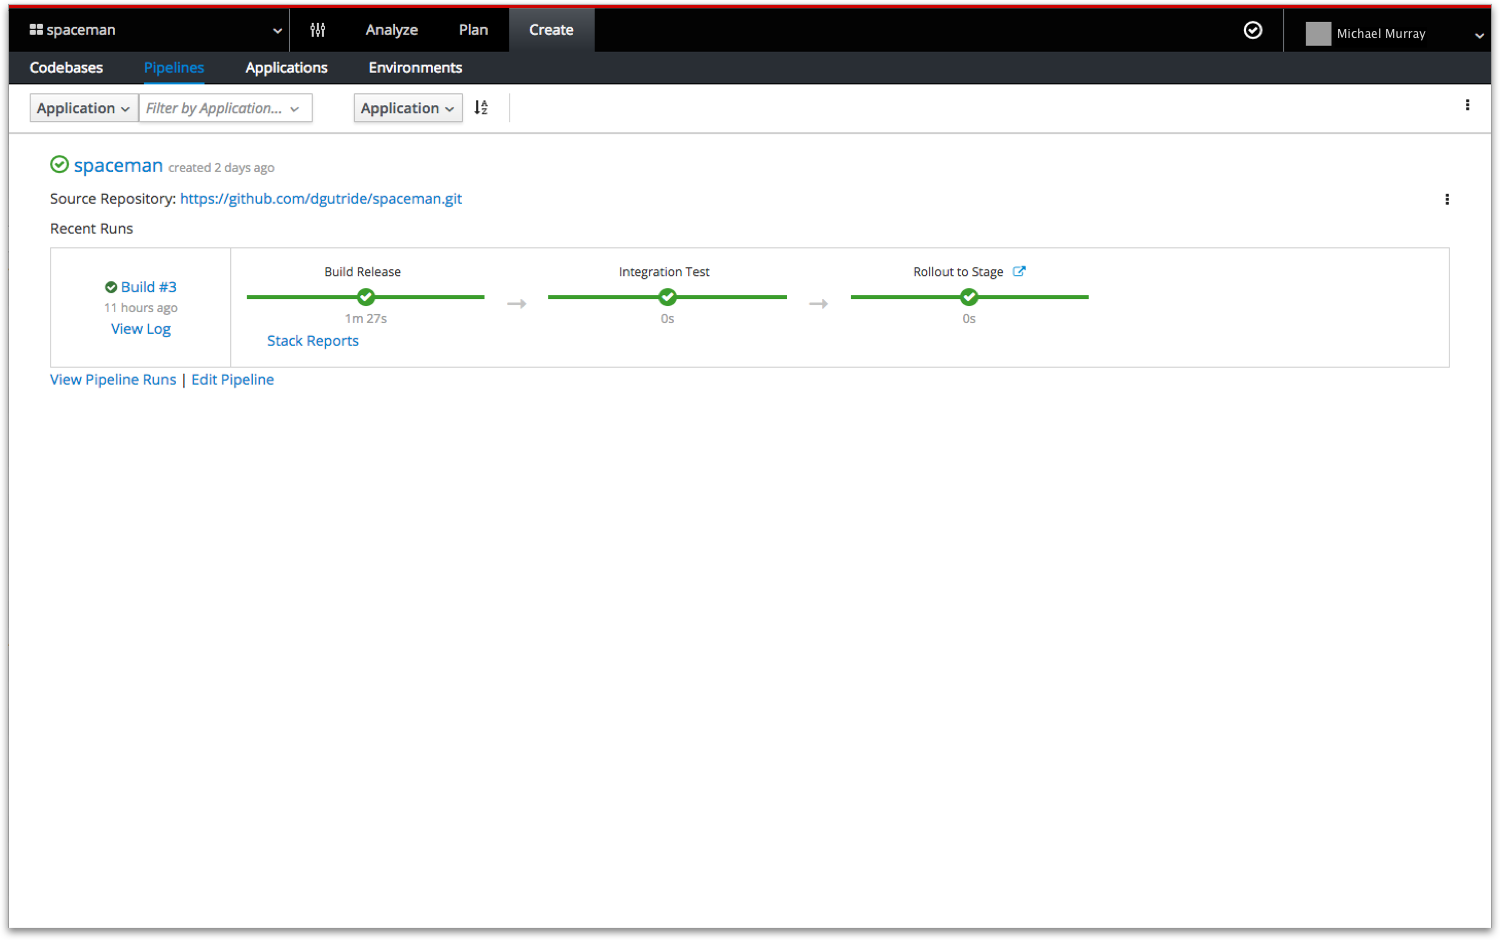 spaceman Analyze Plan Create Michael Murray
Codebases Pipelines Applications Environments
Application Filter by Application... Application
spaceman created 2 days ago
Source Repository: https://github.com/dgutride/spaceman.git
Recent Runs
Build Release Integration Test Rollout to Stage
Build #3
11 hours ago 1m 27s 0s 0s
View Log
Stack Reports
View Pipeline Runs | Edit Pipeline